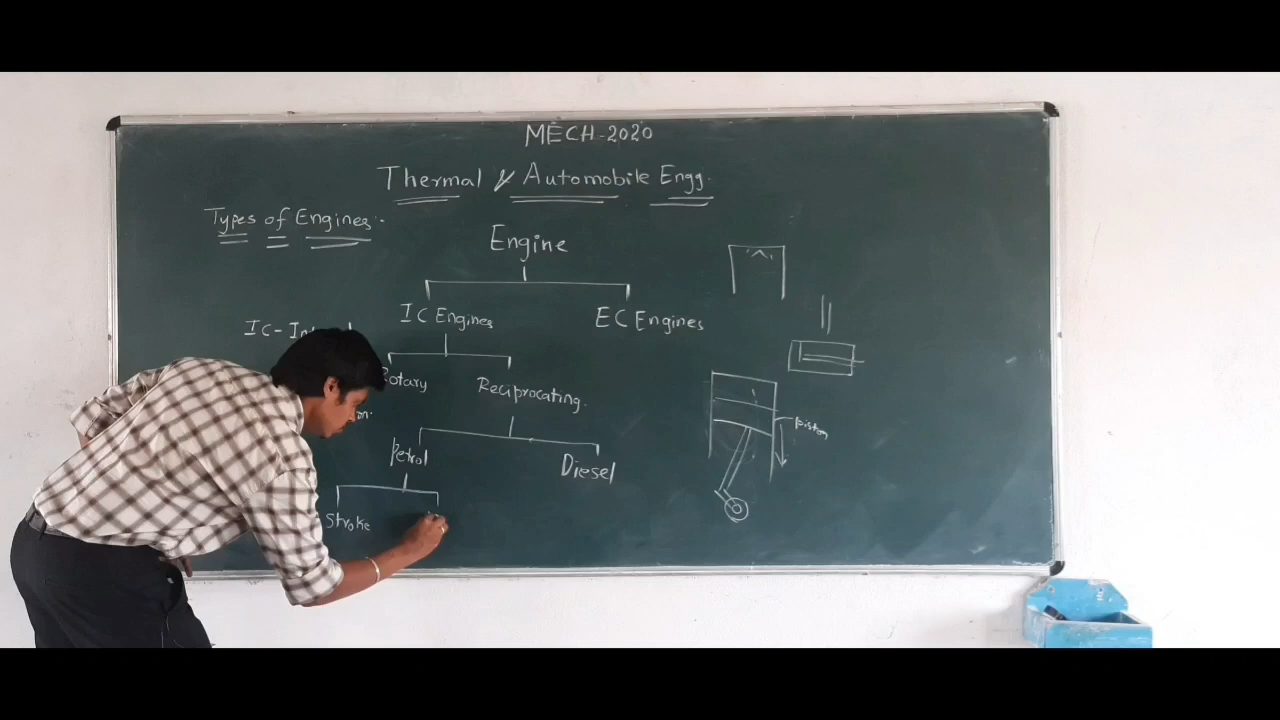 MECH-2020
Thermal & Automobile Engg.
Types of Engines:-
Engine
IC Engines
EC Engines
IC-
Rotary
Reciprocating.
piston
Petrol
Diesel
Stroke